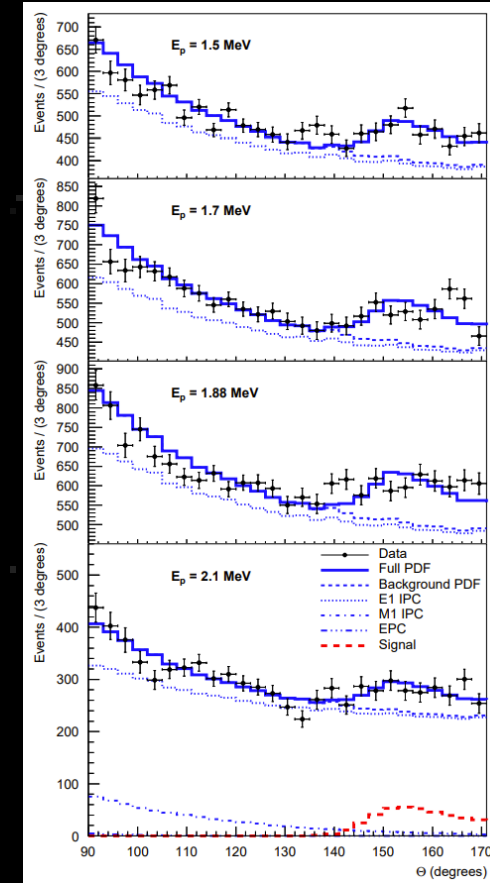 Events / (3 degrees)
700
650
600
550
500
450
400
E_p = 1.5 MeV
Events / (3 degrees)
850
800
750
700
650
600
550
500
450
E_p = 1.7 MeV
Events / (3 degrees)
900
850
800
750
700
650
600
550
500
E_p = 1.88 MeV
Events / (3 degrees)
500
400
300
200
100
0
E_p = 2.1 MeV
Data
Full PDF
Background PDF
E1 IPC
M1 IPC
EPC
Signal
90 100 110 120 130 140 150 160 170
Θ (degrees)